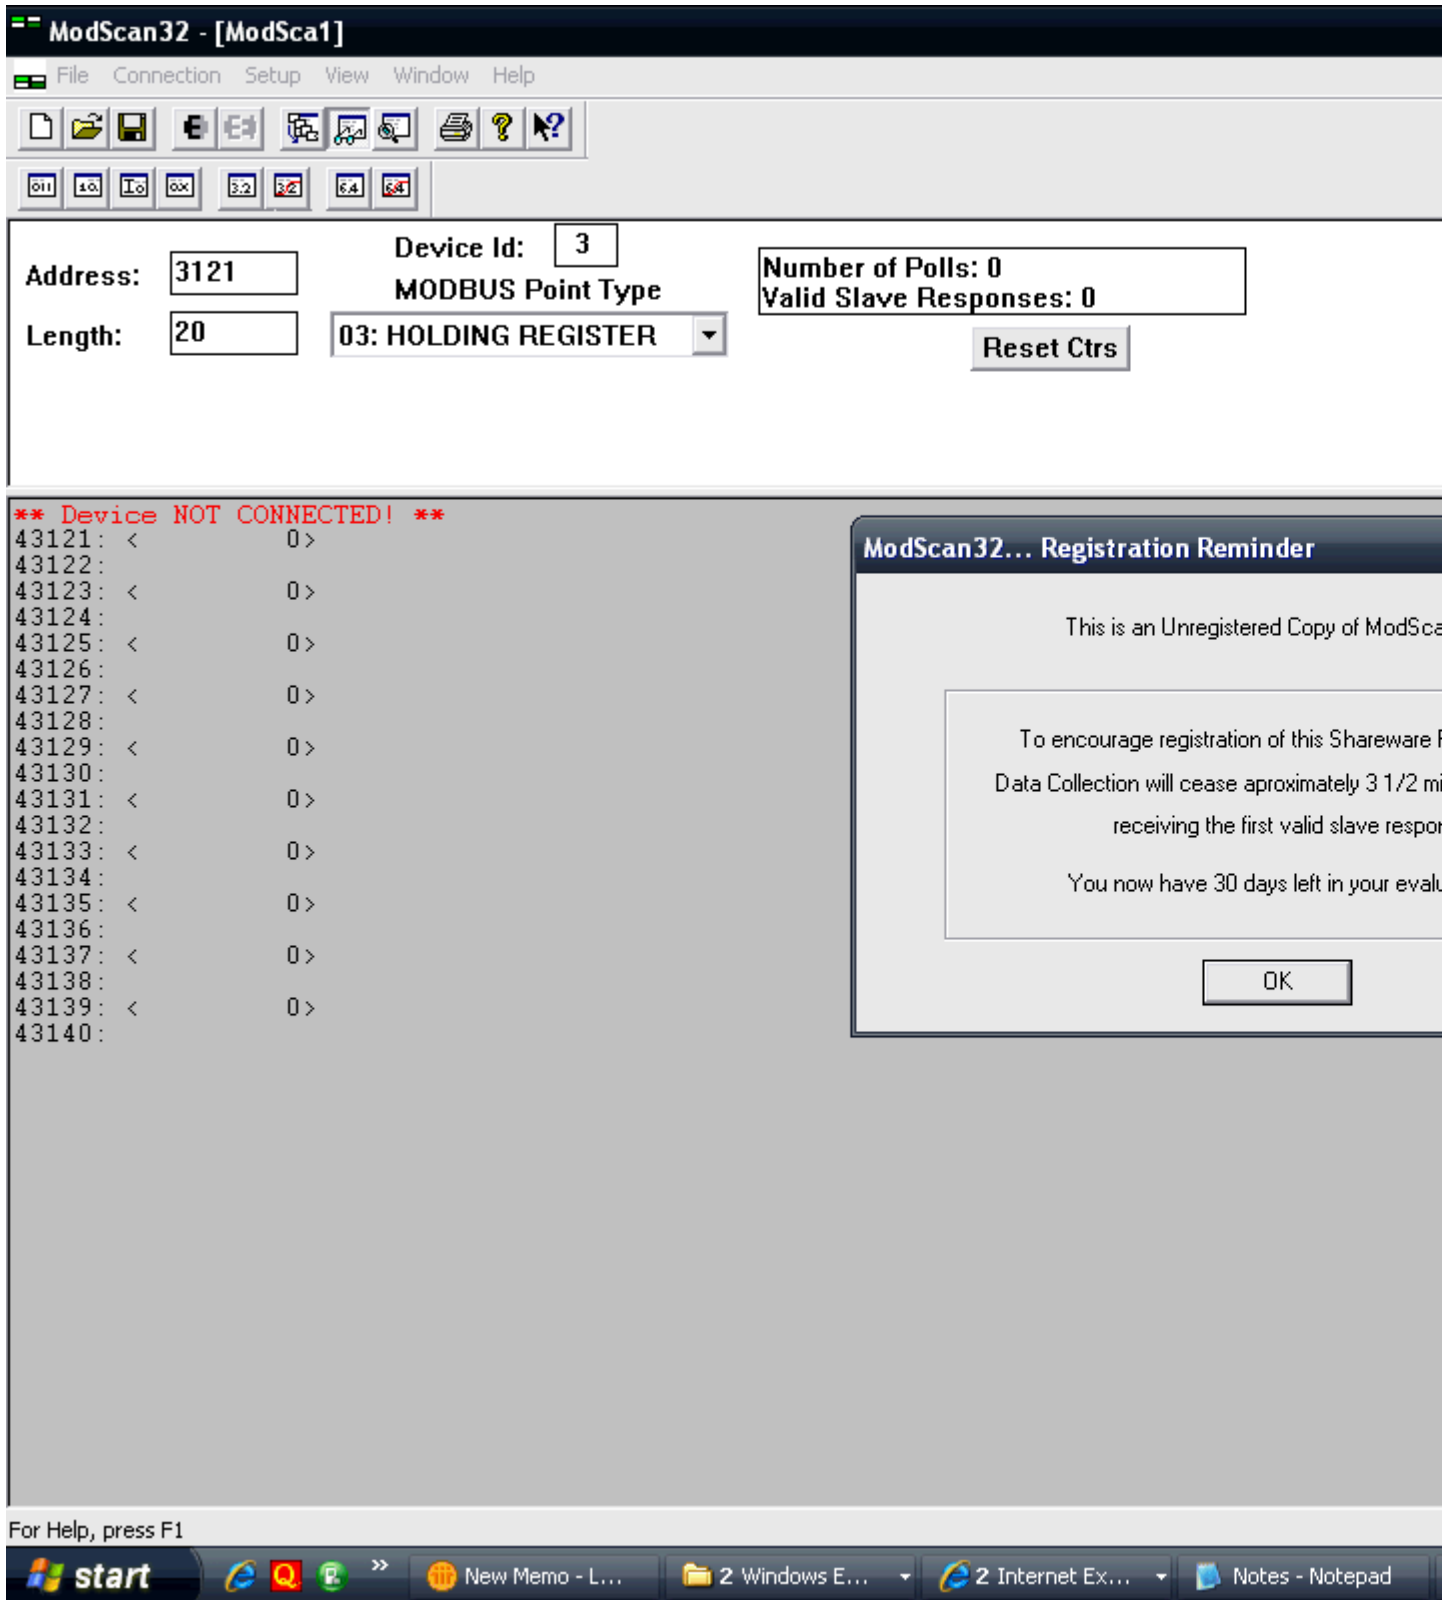 ModScan32 - [ModSca1]
File Connection Setup View Window Help
Address: 3121
Device Id: 3
MODBUS Point Type
Length: 20
03: HOLDING REGISTER
Number of Polls: 0
Valid Slave Responses: 0
Reset Ctrs
** Device NOT CONNECTED! **
43121: < 0>
43122:
43123: < 0>
43124:
43125: < 0>
43126:
43127: < 0>
43128:
43129: < 0>
43130:
43131: < 0>
43132:
43133: < 0>
43134:
43135: < 0>
43136:
43137: < 0>
43138:
43139: < 0>
43140:
ModScan32... Registration Reminder
This is an Unregistered Copy of ModSca
To encourage registration of this Shareware
Data Collection will cease aproximately 3 1/2 mi
receiving the first valid slave respon
You now have 30 days left in your evalu
OK
For Help, press F1
start
New Memo - L...
2 Windows E...
2 Internet Ex...
Notes - Notepad